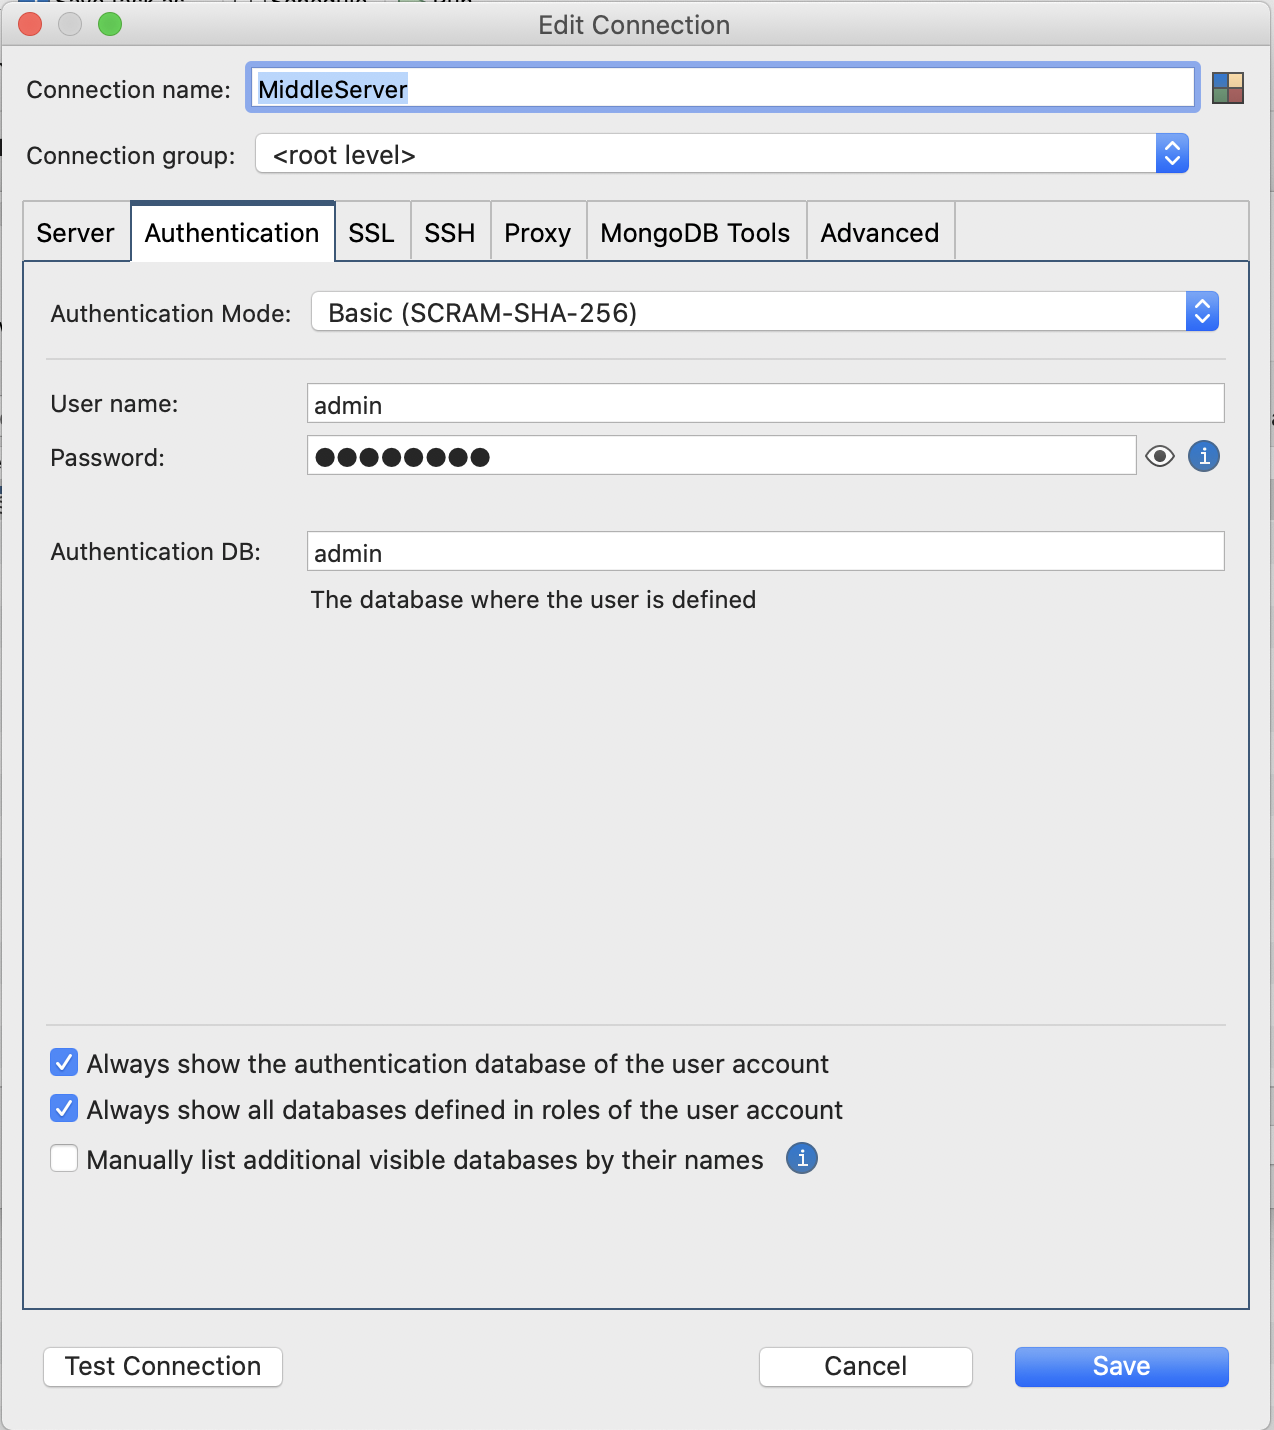 Edit Connection
Connection name: MiddleServer
Connection group: <root level>
Server Authentication SSL SSH Proxy MongoDB Tools Advanced
Authentication Mode: Basic (SCRAM-SHA-256)
User name: admin
Password: ●●●●●●●●
Authentication DB: admin
The database where the user is defined
Always show the authentication database of the user account
Always show all databases defined in roles of the user account
Manually list additional visible databases by their names
Test Connection Cancel Save